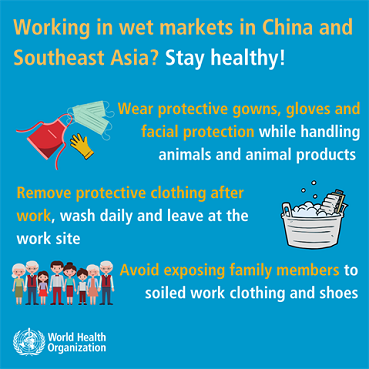 Working in wet markets in China and
Southeast Asia? Stay healthy!
Wear protective gowns, gloves and
facial protection while handling
animals and animal products
Remove protective clothing after
work, wash daily and leave at the
work site
Avoid exposing family members to
soiled work clothing and shoes
World Health
Organization